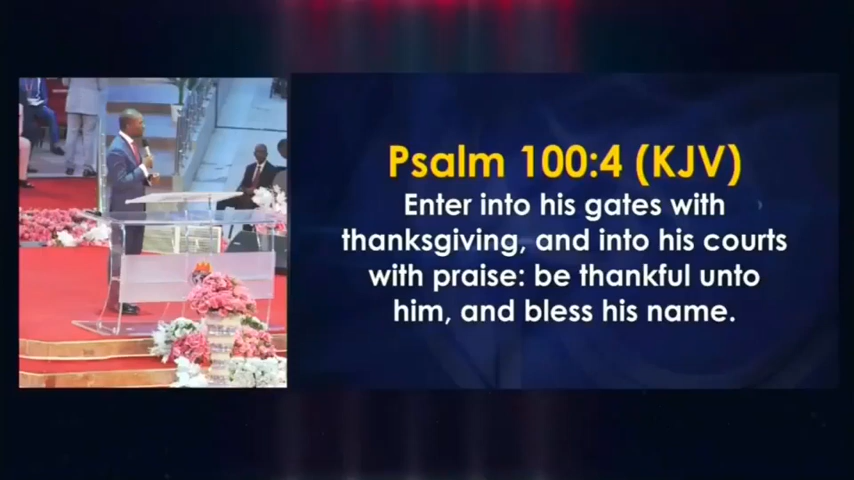 Psalm 100:4 (KJV)
Enter into his gates with
thanksgiving, and into his courts
with praise: be thankful unto
him, and bless his name.